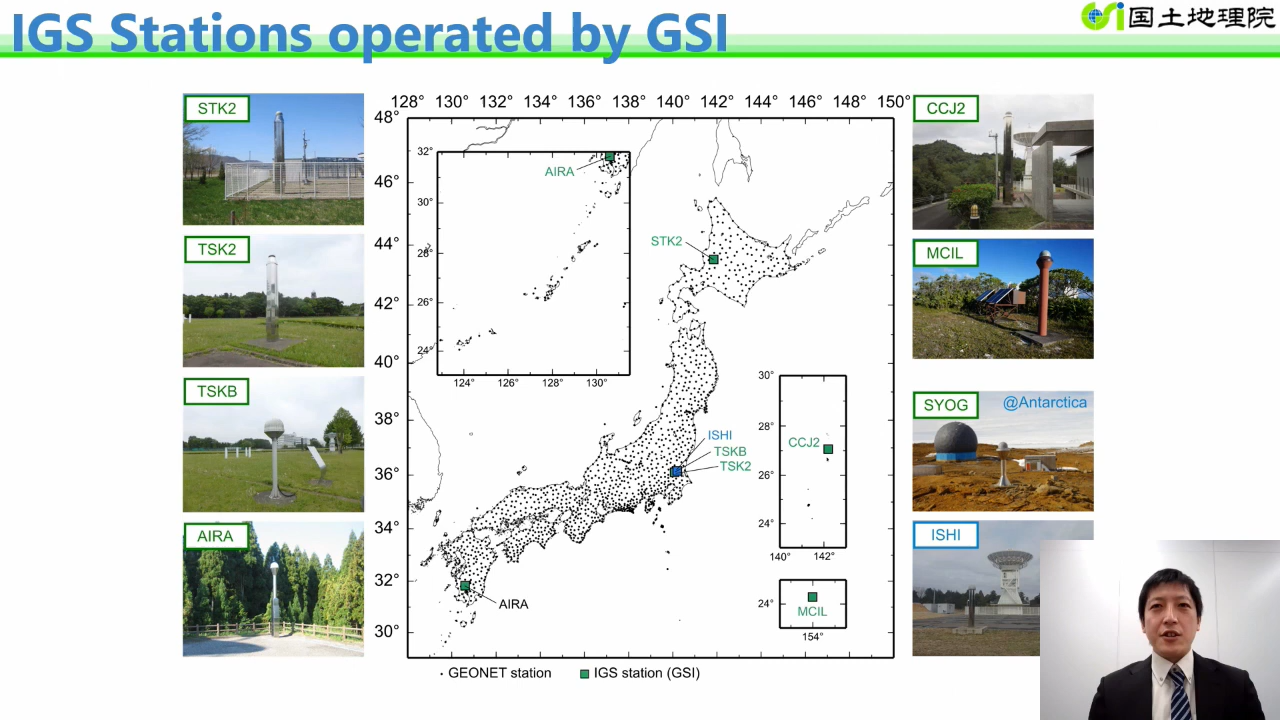 IGS Stations operated by GSI
国土地理院
STK2
TSK2
TSKB
AIRA
128° 130° 132° 134° 136° 138° 140° 142° 144° 146° 148° 150°
48°
46°
44°
42°
40°
38°
36°
34°
32°
30°
32°
30°
28°
26°
24°
124° 126° 128° 130°
AIRA
STK2
ISHI
TSKB
TSK2
AIRA
30°
28°
26°
24°
140° 142°
CCJ2
24°
MCIL
154°
GEONET station
IGS station (GSI)
CCJ2
MCIL
SYOG
@Antarctica
ISHI